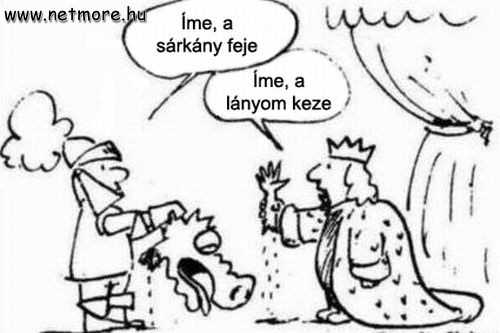 www.netmore.hu
Íme, a
sárkány feje
Íme, a
lányom keze